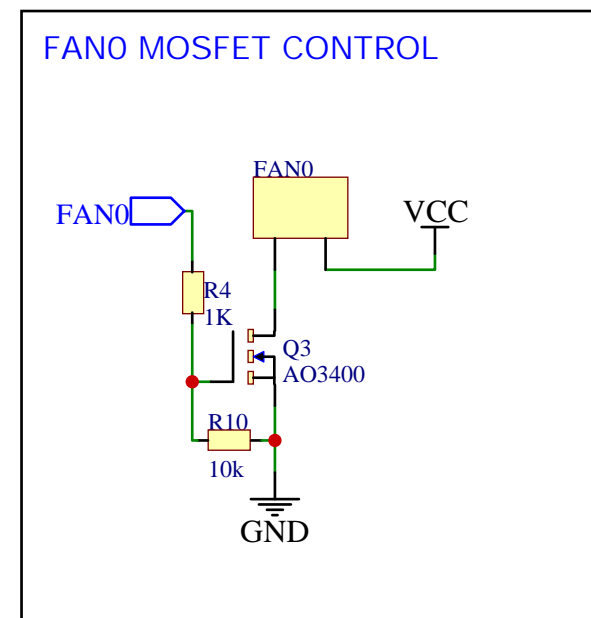 FAN0 MOSFET CONTROL
FAN0
FAN0
VCC
R4
1K
Q3
AO3400
R10
10k
GND